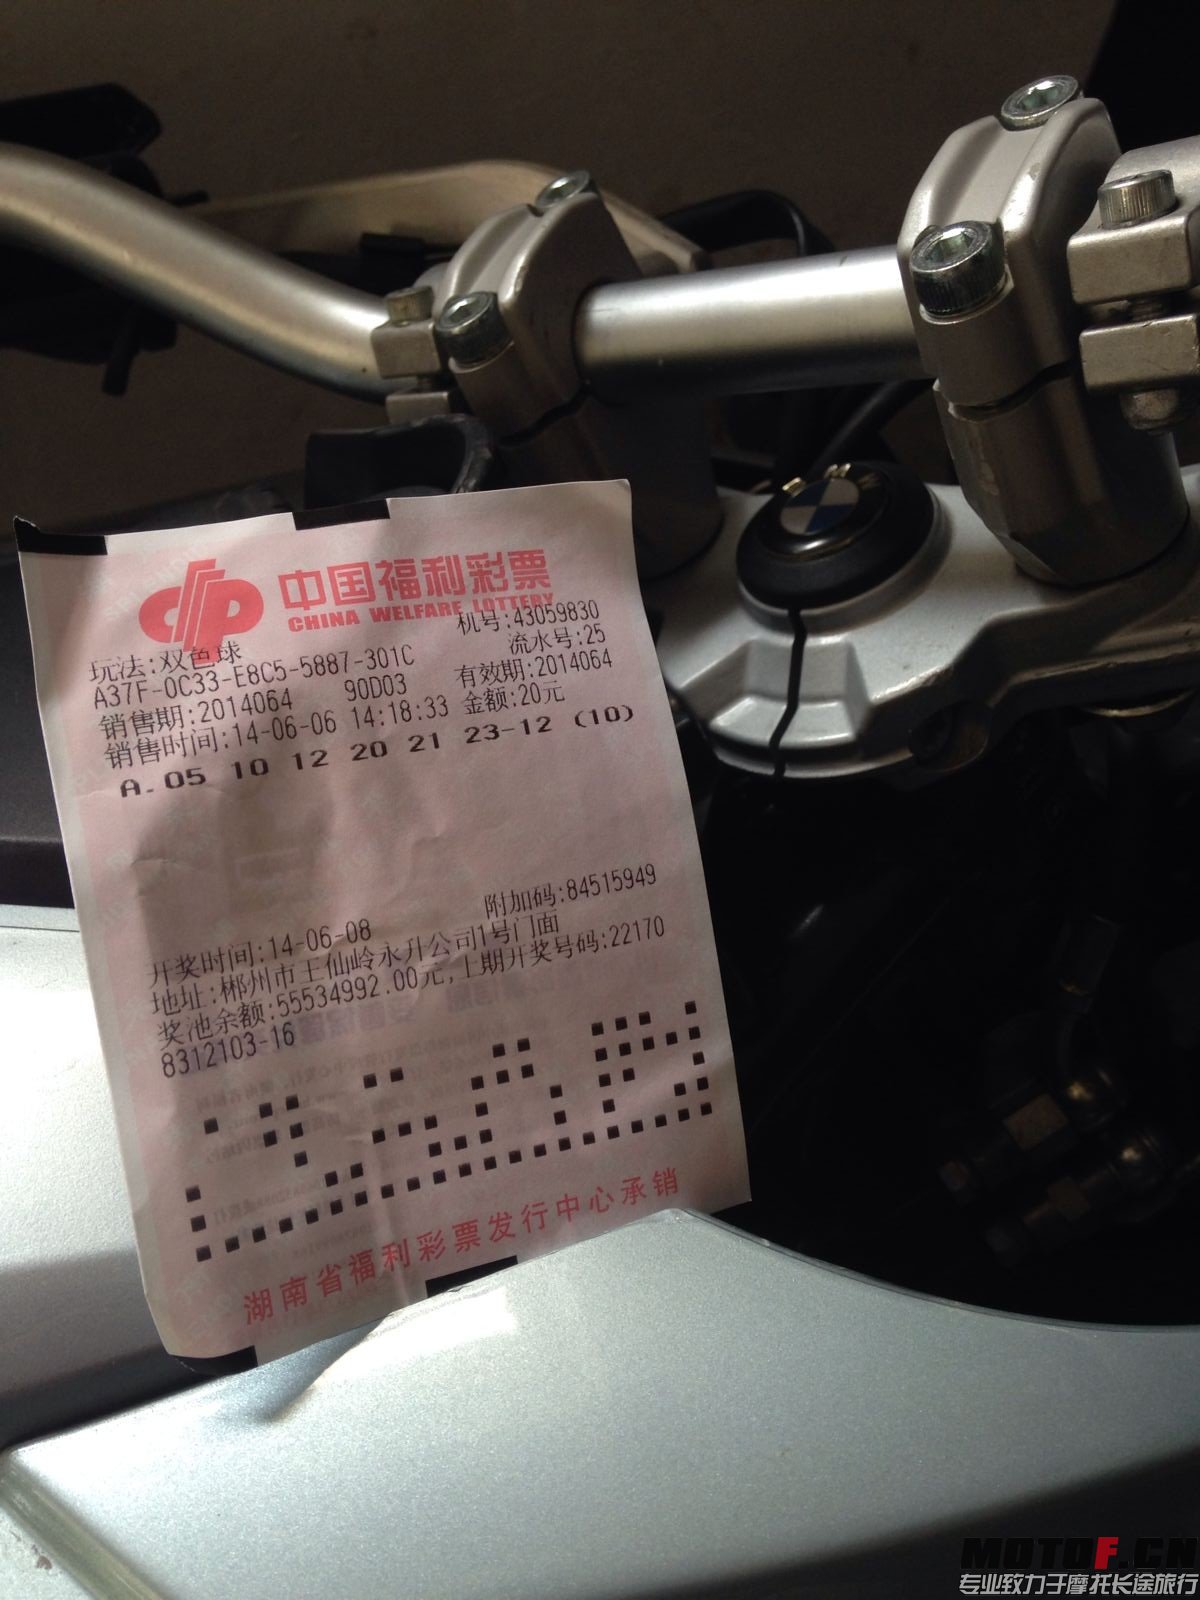 中国福利彩票
CHINA WELFARE LOTTERY
机号:43059830
玩法:双色球
流水号:25
A37F-0C33-E8C5-5887-301C
有效期:2014064
销售期:2014064 90D03
金额:20元
销售时间:14-06-06 14:18:33
A. 05 10 12 20 21 23-12 (10)
附加码:84515949
开奖时间:14-06-08
地址:郴州市王仙岭永升公司1号门面
奖池余额:55534992.00元,上期开奖号码:22170
8312103-16
湖南省福利彩票发行中心承销
MOTOF.CN
专业致力于摩托长途旅行